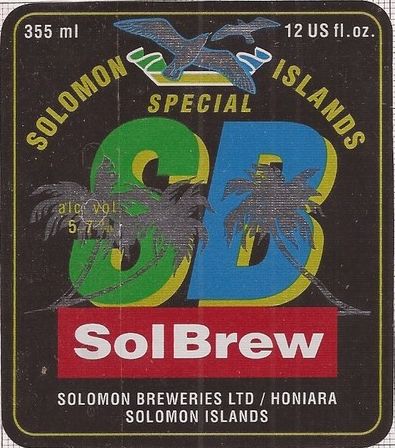 355 ml
12 US fl.oz.
SOLOMON ISLANDS
SPECIAL
SB
alc vol
5.7%
SolBrew
SOLOMON BREWERIES LTD / HONIARA
SOLOMON ISLANDS